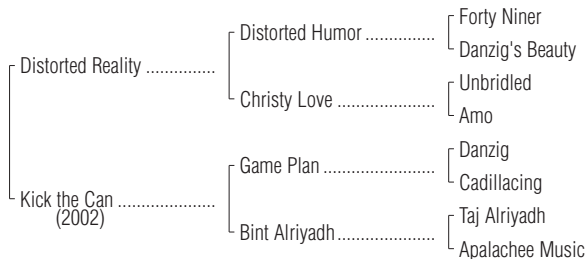 Forty Niner
Distorted Humor ...............
Danzig's Beauty
Distorted Reality ...............
Unbridled
Christy Love .....................
Amo
Danzig
Game Plan ........................
Cadillacing
Kick the Can .....................
(2002)
Taj Alriyadh
Bint Alriyadh.....................
Apalachee Music